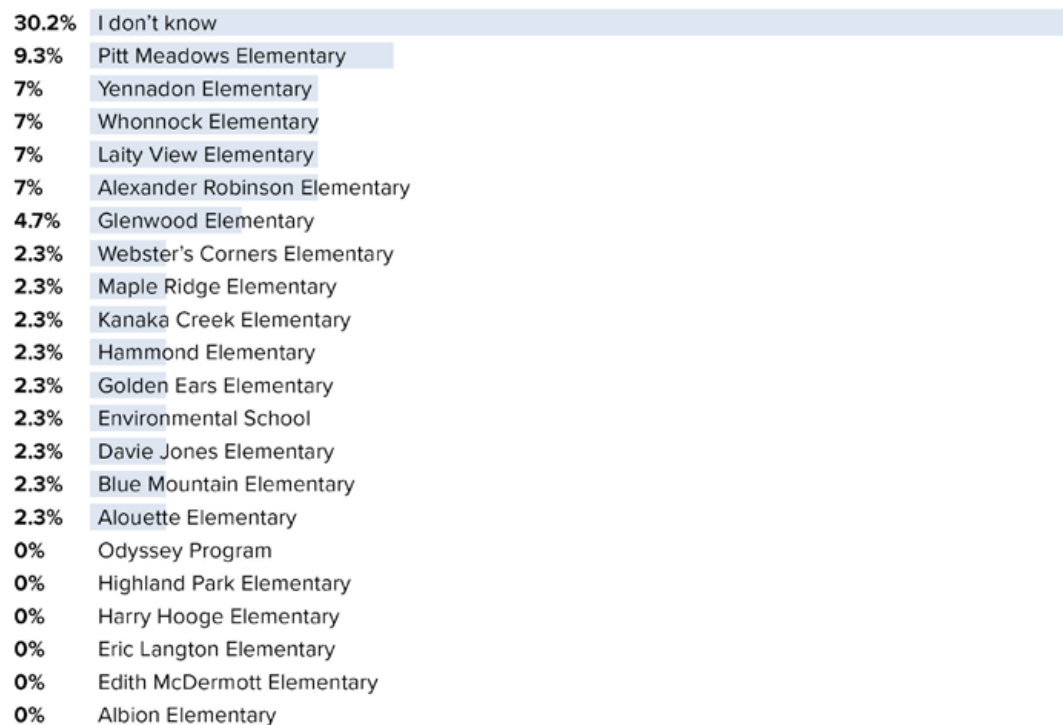 30.2% I don’t know
9.3% Pitt Meadows Elementary
7% Yennadon Elementary
7% Whonnock Elementary
7% Laity View Elementary
7% Alexander Robinson Elementary
4.7% Glenwood Elementary
2.3% Webster’s Corners Elementary
2.3% Maple Ridge Elementary
2.3% Kanaka Creek Elementary
2.3% Hammond Elementary
2.3% Golden Ears Elementary
2.3% Environmental School
2.3% Davie Jones Elementary
2.3% Blue Mountain Elementary
2.3% Alouette Elementary
0% Odyssey Program
0% Highland Park Elementary
0% Harry Hooge Elementary
0% Eric Langton Elementary
0% Edith McDermott Elementary
0% Albion Elementary